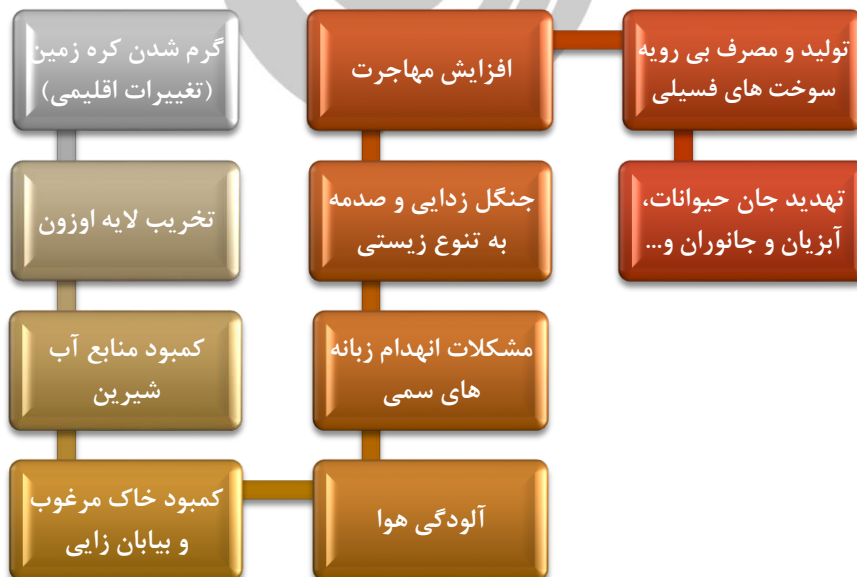 گرم شدن کره زمین
(تغییرات اقلیمی)
تخریب لایه اوزون
کمبود منابع آب
شیرین
کمبود خاک مرغوب
و بیابان زایی
آلودگی هوا
مشکلات انهدام زبانه
های سمی
جنگل زدایی و صدمه
به تنوع زیستی
افزایش مهاجرت
تولید و مصرف بی رویه
سوخت های فسیلی
تهدید جان حیوانات،
آبزیان و جانوران و...